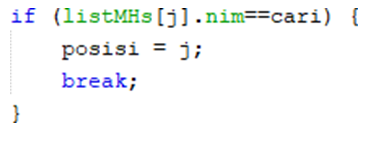 if (listMHs[j].nim==cari) {
    posisi = j;
    break;
}